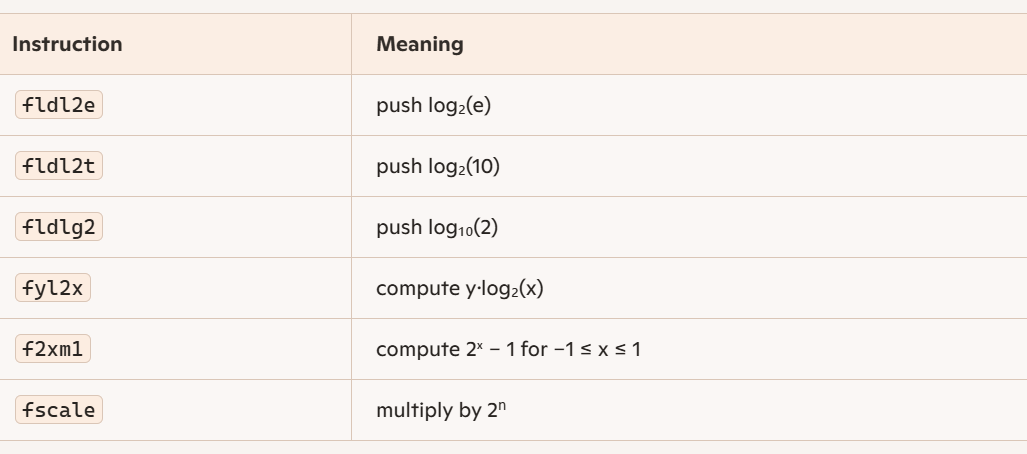 Instruction Meaning
fldl2e push log₂(e)
fldl2t push log₂(10)
fldlg2 push log₁₀(2)
fyl2x compute y·log₂(x)
f2xm1 compute 2ˣ − 1 for −1 ≤ x ≤ 1
fscale multiply by 2ⁿ